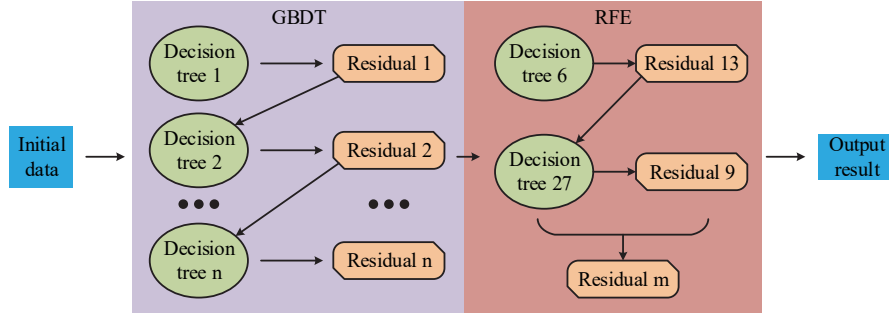 GBDT
RFE
Decision
tree 1
Residual 1
Decision
tree 6
Residual 13
Initial
data
Decision
tree 2
Residual 2
Decision
tree 27
Residual 9
Output
result
Decision
tree n
Residual n
Residual m